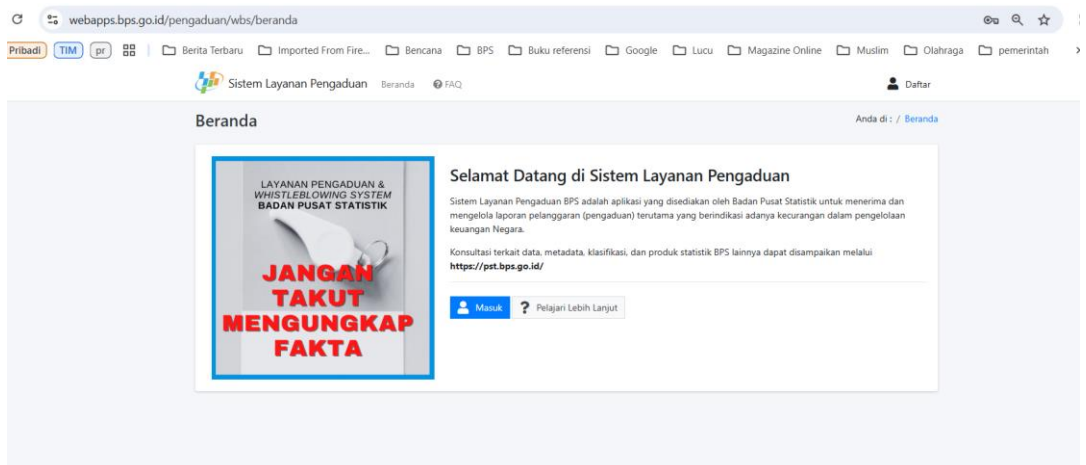 webapps.bps.go.id/pengaduan/wbs/beranda
Pribadi TIM pr Berita Terbaru Imported From Fire... Bencana BPS Buku referensi Google Lucu Magazine Online Muslim Olahraga pemerintah
Sistem Layanan Pengaduan Beranda FAQ Daftar
Beranda
Anda di : / Beranda
LAYANAN PENGADUAN &
WHISTLEBLOWING SYSTEM
BADAN PUSAT STATISTIK
JANGAN
TAKUT
MENGUNGKAP
FAKTA
Selamat Datang di Sistem Layanan Pengaduan
Sistem Layanan Pengaduan BPS adalah aplikasi yang disediakan oleh Badan Pusat Statistik untuk menerima dan
mengelola laporan pelanggaran (pengaduan) terutama yang berindikasi adanya kecurangan dalam pengelolaan
keuangan Negara.
Konsultasi terkait data, metadata, klasifikasi, dan produk statistik BPS lainnya dapat disampaikan melalui
https://pst.bps.go.id/
Masuk ? Pelajari Lebih Lanjut